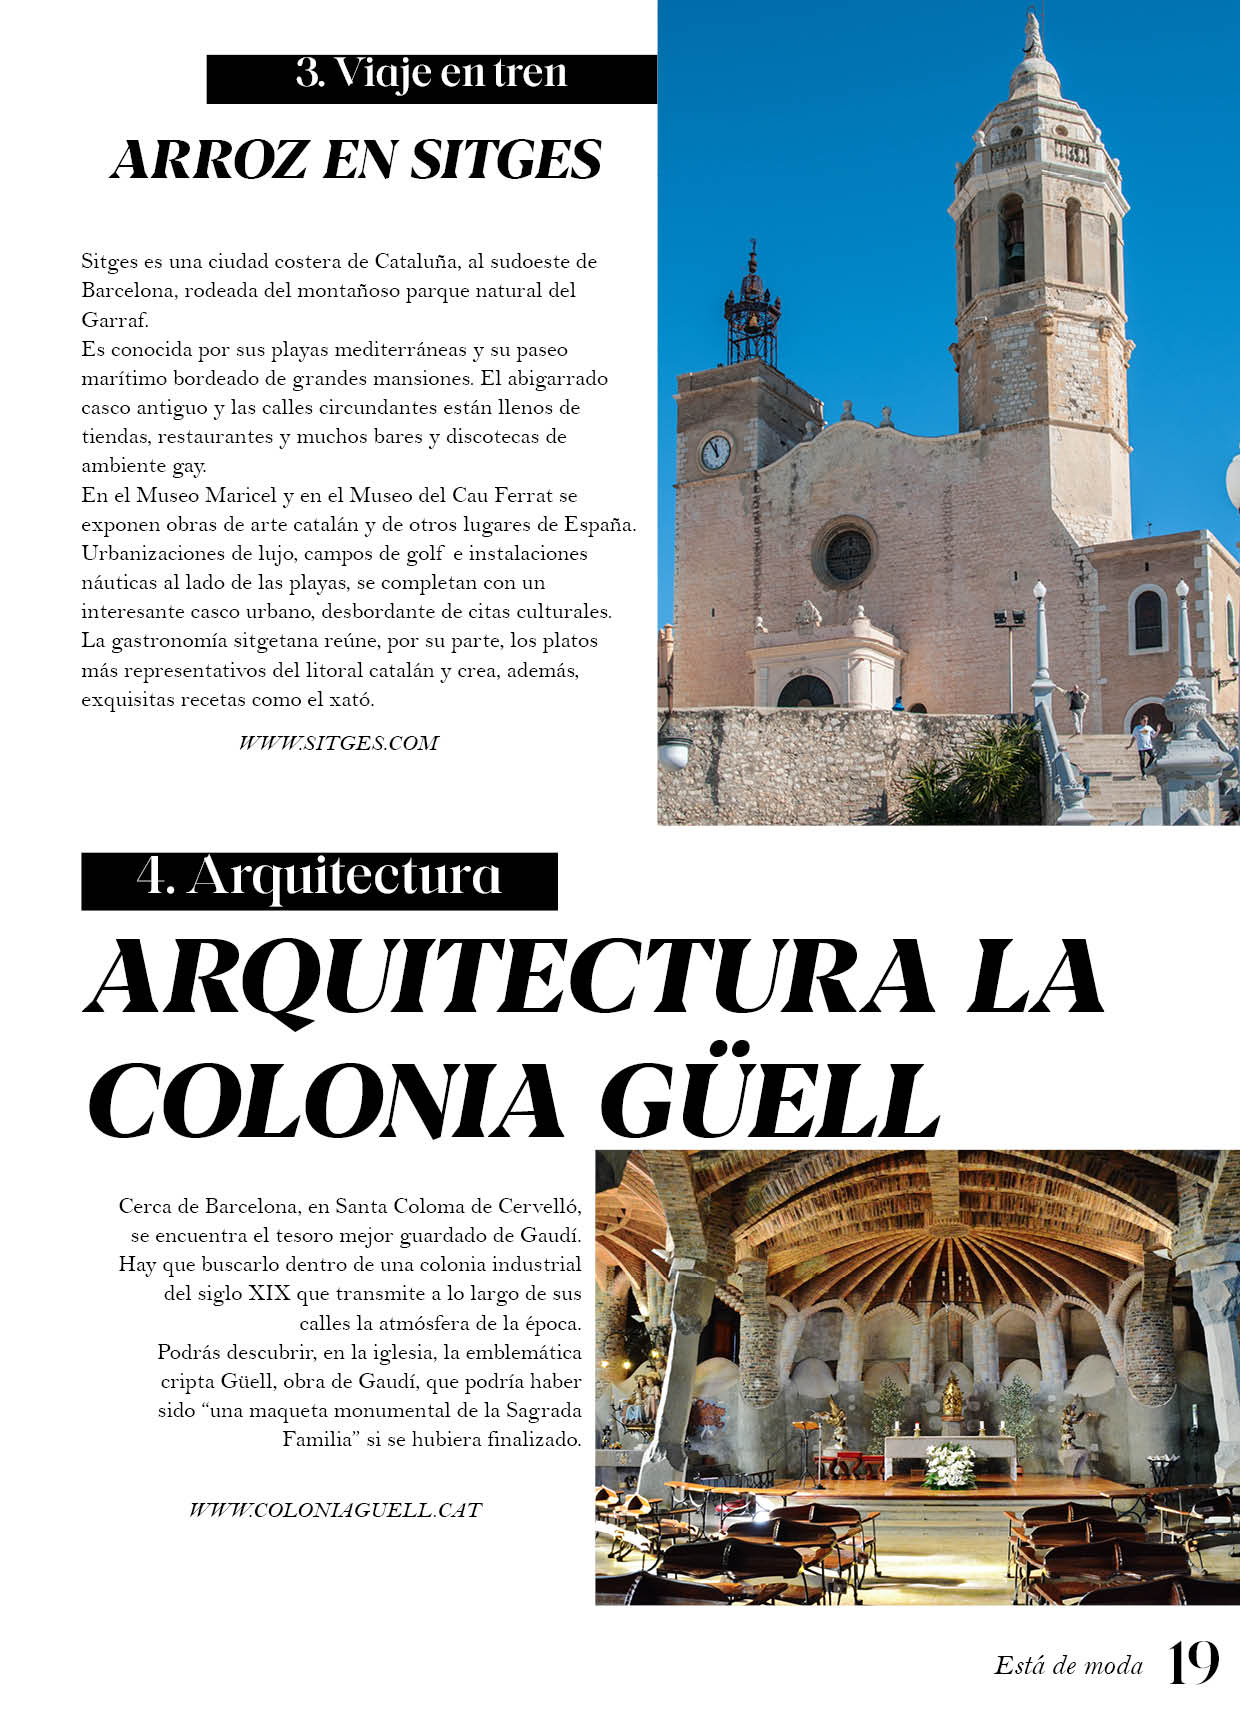 3. Viaje en tren
ARROZ EN SITGES
Sitges es una ciudad costera de Cataluña, al sudoeste de
Barcelona, rodeada del montañoso parque natural del
Garraf.
Es conocida por sus playas mediterráneas y su paseo
marítimo bordeado de grandes mansiones. El abigarrado
casco antiguo y las calles circundantes están llenos de
tiendas, restaurantes y muchos bares y discotecas de
ambiente gay.
En el Museo Maricel y en el Museo del Cau Ferrat se
exponen obras de arte catalán y de otros lugares de España.
Urbanizaciones de lujo, campos de golf e instalaciones
náuticas al lado de las playas, se completan con un
interesante casco urbano, desbordante de citas culturales.
La gastronomía sitgetana reúne, por su parte, los platos
más representativos del litoral catalán y crea, además,
exquisitas recetas como el xató.
WWW.SITGES.COM
4. Arquitectura
ARQUITECTURA LA
COLONIA GÜELL
Cerca de Barcelona, en Santa Coloma de Cervelló,
se encuentra el tesoro mejor guardado de Gaudí.
Hay que buscarlo dentro de una colonia industrial
del siglo XIX que transmite a lo largo de sus
calles la atmósfera de la época.
Podrás descubrir, en la iglesia, la emblemática
cripta Güell, obra de Gaudí, que podría haber
sido “una maqueta monumental de la Sagrada
Familia” si se hubiera finalizado.
WWW.COLONIAGUELL.CAT
Está de moda 19